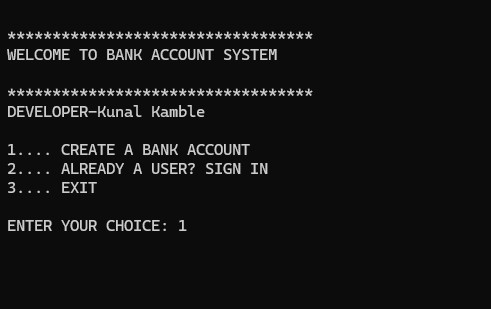 **********************************
WELCOME TO BANK ACCOUNT SYSTEM
**********************************
DEVELOPER-Kunal Kamble
1.... CREATE A BANK ACCOUNT
2.... ALREADY A USER? SIGN IN
3.... EXIT
ENTER YOUR CHOICE: 1